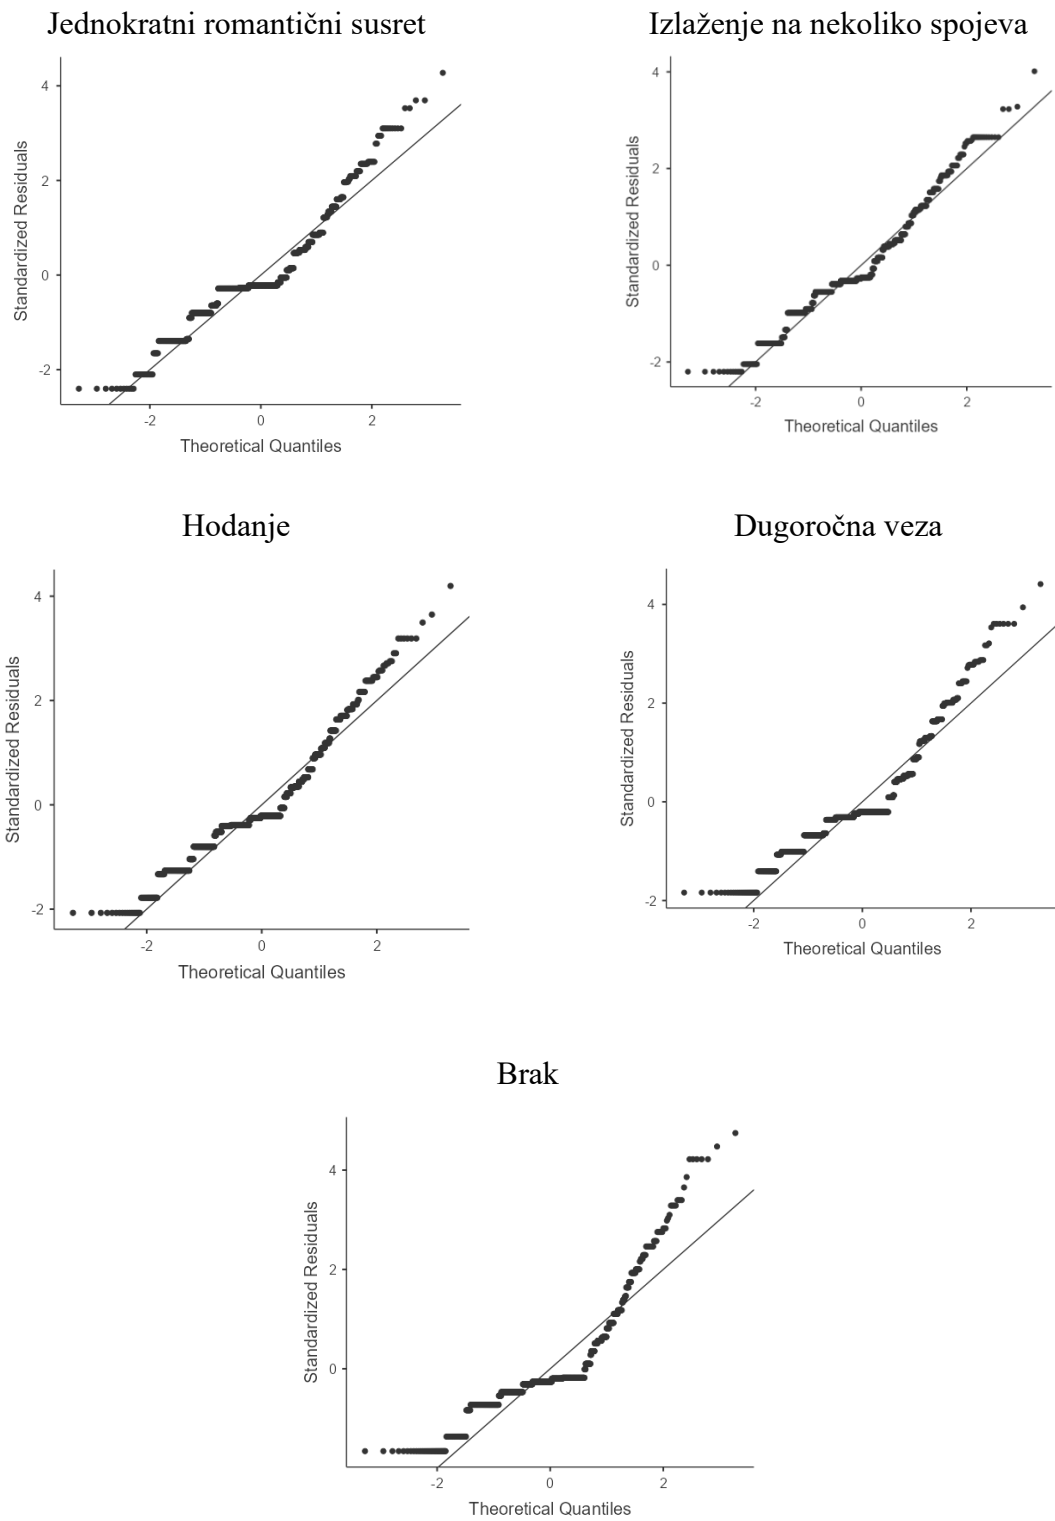 Jednokratni romantični susret
4
2
0
-2
Standardized Residuals
-2
0
2
Theoretical Quantiles
Izlaženje na nekoliko spojeva
4
2
0
-2
Standardized Residuals
-2
0
2
Theoretical Quantiles
Hodanje
4
2
0
-2
Standardized Residuals
-2
0
2
Theoretical Quantiles
Dugoročna veza
4
2
0
-2
Standardized Residuals
-2
0
2
Theoretical Quantiles
Brak
4
2
0
Standardized Residuals
-2
0
2
Theoretical Quantiles